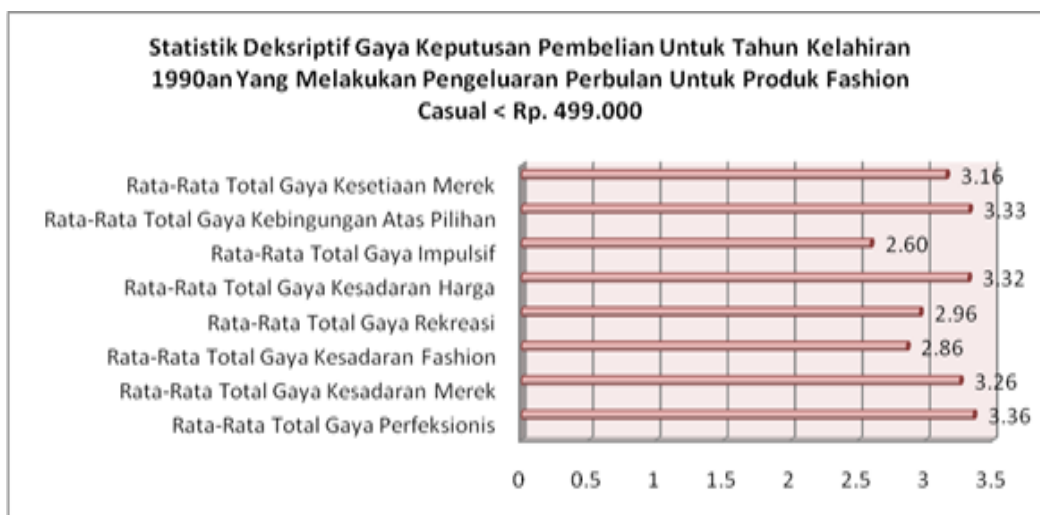 Statistik Deksriptif Gaya Keputusan Pembelian Untuk Tahun Kelahiran
1990an Yang Melakukan Pengeluaran Perbulan Untuk Produk Fashion
Casual < Rp. 499.000
Rata-Rata Total Gaya Kesetiaan Merek 3.16
Rata-Rata Total Gaya Kebingungan Atas Pilihan 3.33
Rata-Rata Total Gaya Impulsif 2.60
Rata-Rata Total Gaya Kesadaran Harga 3.32
Rata-Rata Total Gaya Rekreasi 2.96
Rata-Rata Total Gaya Kesadaran Fashion 2.86
Rata-Rata Total Gaya Kesadaran Merek 3.26
Rata-Rata Total Gaya Perfeksionis 3.36
0 0.5 1 1.5 2 2.5 3 3.5